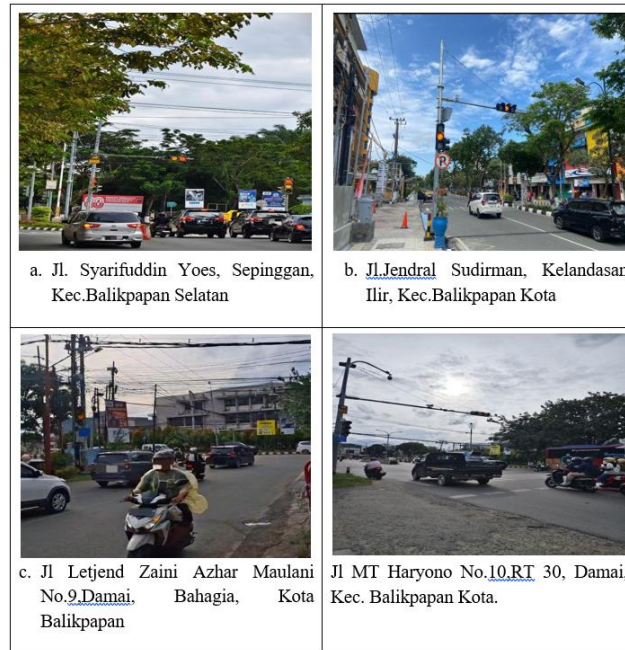 a. Jl. Syarifuddin Yoes, Sepinggan,
Kec.Balikpapan Selatan
b. Jl.Jendral Sudirman, Kelandasan
Ilir, Kec.Balikpapan Kota
c. Jl Letjend Zaini Azhar Maulani
No.9,Damai, Bahagia, Kota
Balikpapan
Jl MT Haryono No.10,RT 30, Damai,
Kec. Balikpapan Kota.